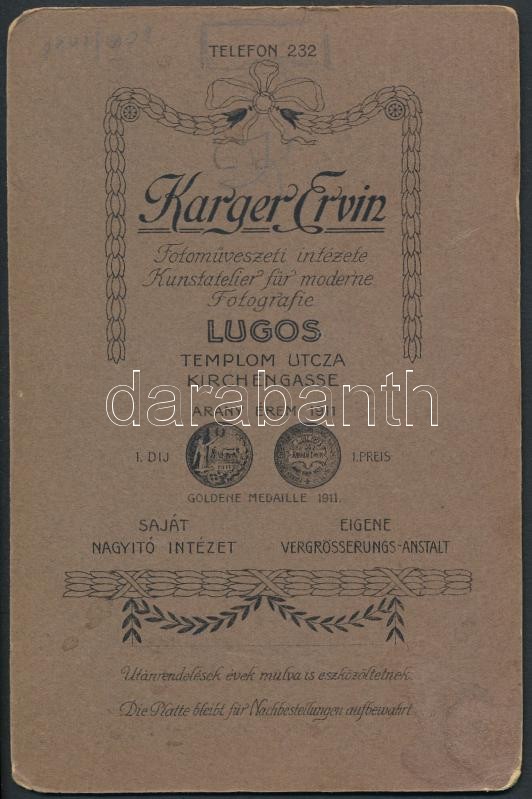 TELEFON 232
Karger Ervin
Fotoművészeti intézete
Kunstatelier für moderne
Fotografie
LUGOS
TEMPLOM UTCZA
KIRCHENGASSE
darabanth
ARANY ÉREM 1911
1. DIJ
1. PREIS
GOLDENE MEDAILLE 1911.
SAJÁT
NAGYITÓ INTÉZET
EIGENE
VERGRÖSSERUNGS-ANSTALT
Utánrendelések évek mulva is eszközöltetnek.
Die Platte bleibt für Nachbestellungen aufbewahrt.